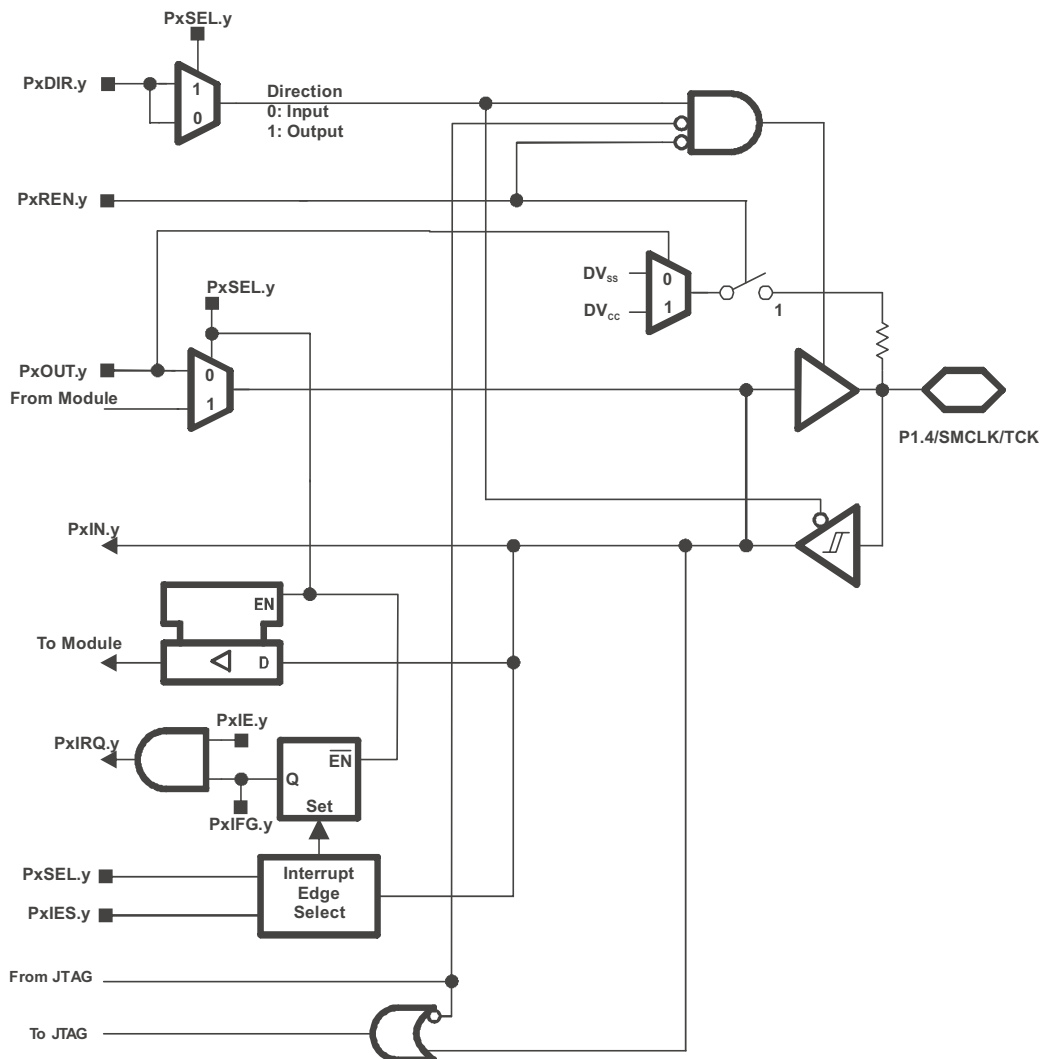 PxSEL.y
PxDIR.y
1
0
Direction
0: Input
1: Output
PxREN.y
PxSEL.y
DVss
0
DVcc
1
1
PxOUT.y
0
From Module
1
P1.4/SMCLK/TCK
PxIN.y
EN
To Module
D
PxIE.y
PxIRQ.y
EN
Q
PxIFG.y
Set
PxSEL.y
Interrupt
Edge
Select
PxIES.y
From JTAG
To JTAG